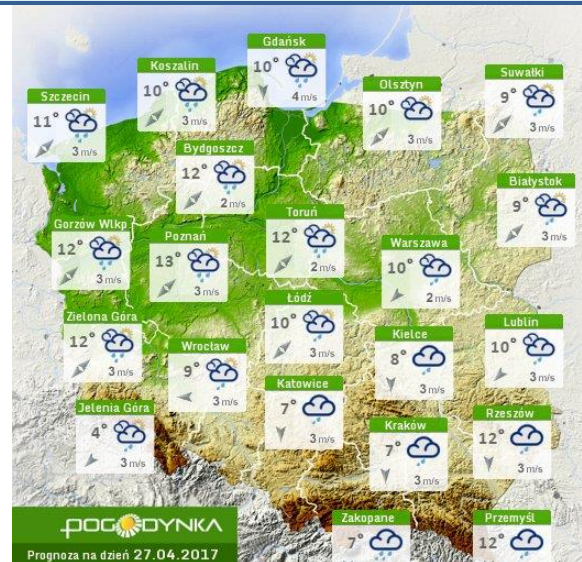 Gdańsk
10°
4 m/s
Koszalin
10°
3 m/s
Suwałki
9°
3 m/s
Olsztyn
10°
3 m/s
Szczecin
11°
3 m/s
Bydgoszcz
12°
2 m/s
Białystok
9°
3 m/s
Toruń
12°
2 m/s
Gorzów Wlkp
12°
3 m/s
Poznań
13°
3 m/s
Warszawa
10°
2 m/s
Łódź
10°
3 m/s
Zielona Góra
12°
3 m/s
Kielce
8°
3 m/s
Lublin
10°
3 m/s
Wrocław
9°
3 m/s
Katowice
7°
3 m/s
Jelenia Góra
4°
3 m/s
Rzeszów
12°
3 m/s
Kraków
7°
3 m/s
Zakopane
7°
Przemyśl
12°
POGODYNKA
Prognoza na dzień 27.04.2017